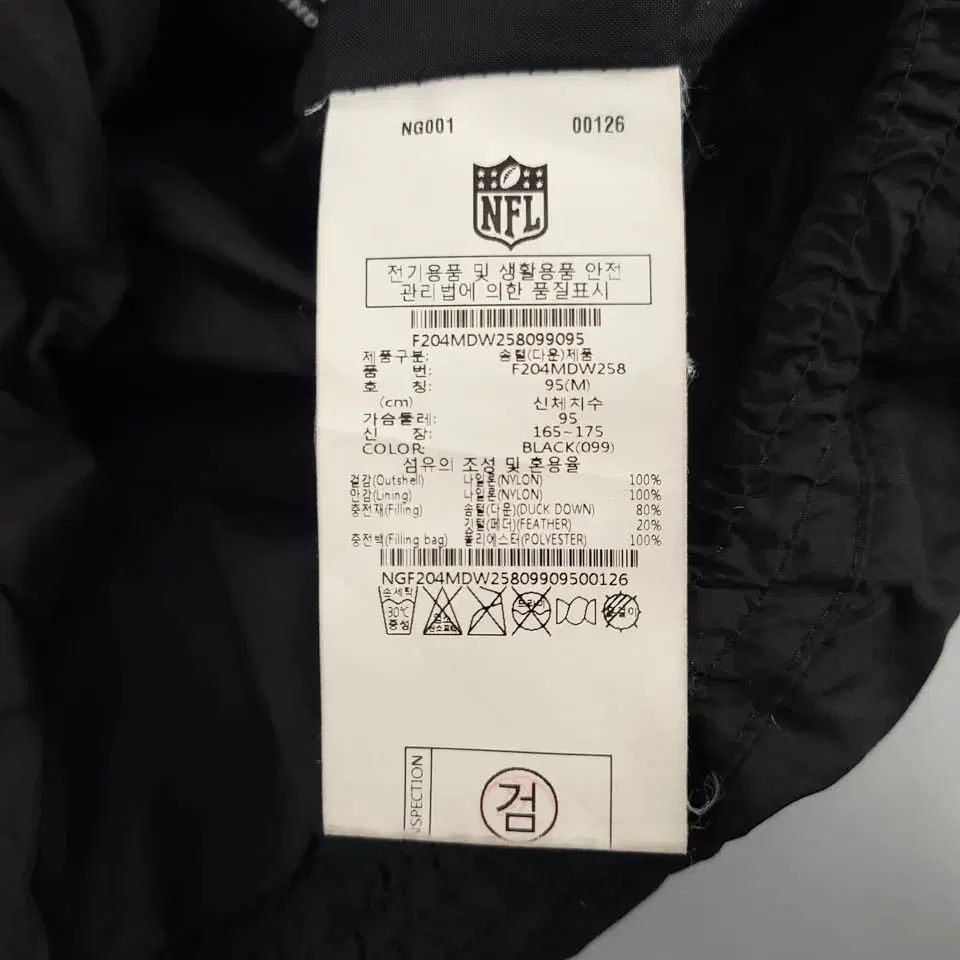 NG001 00126
NFL
전기용품 및 생활용품 안전
관리법에 의한 품질표시
F204MDW258099095
제품구분: 솜털(다운)제품
품 번: F204MDW258
호 칭: 95(M)
(cm) 신체치수
가슴둘레: 95
신 장: 165~175
COLOR: BLACK(099)
섬유의 조성 및 혼용율
겉감(Outshell) 나일론(NYLON) 100%
안감(Lining) 나일론(NYLON) 100%
충전재(Filling) 솜털(다운)(DUCK DOWN) 80%
깃털(페더)(FEATHER) 20%
충전백(Filling bag) 폴리에스터(POLYESTER) 100%
NGF204MDW25809909500126
손세탁
30℃
중성
드라이
검